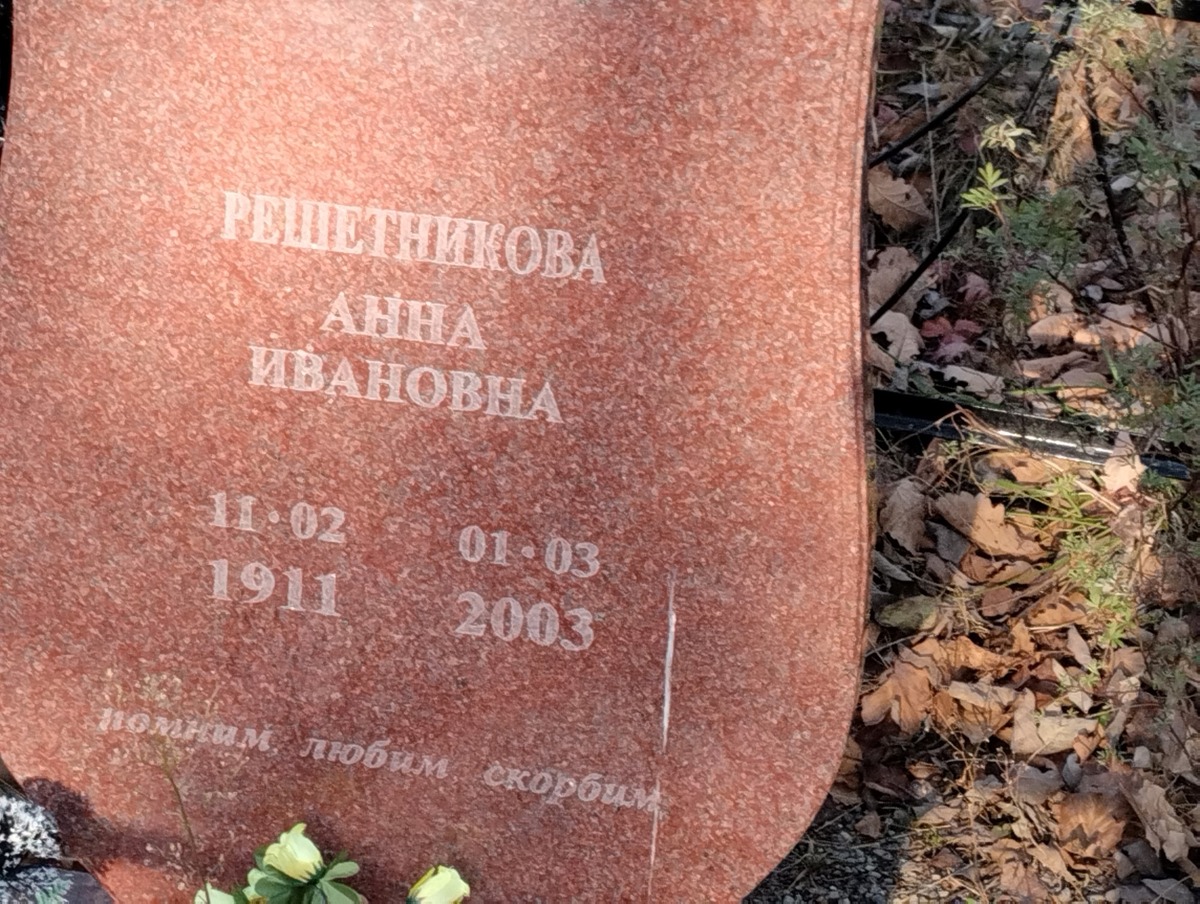 РЕШЕТНИКОВА
АННА
ИВАНОВНА
11·02 01·03
1911 2003
помним любим скорбим